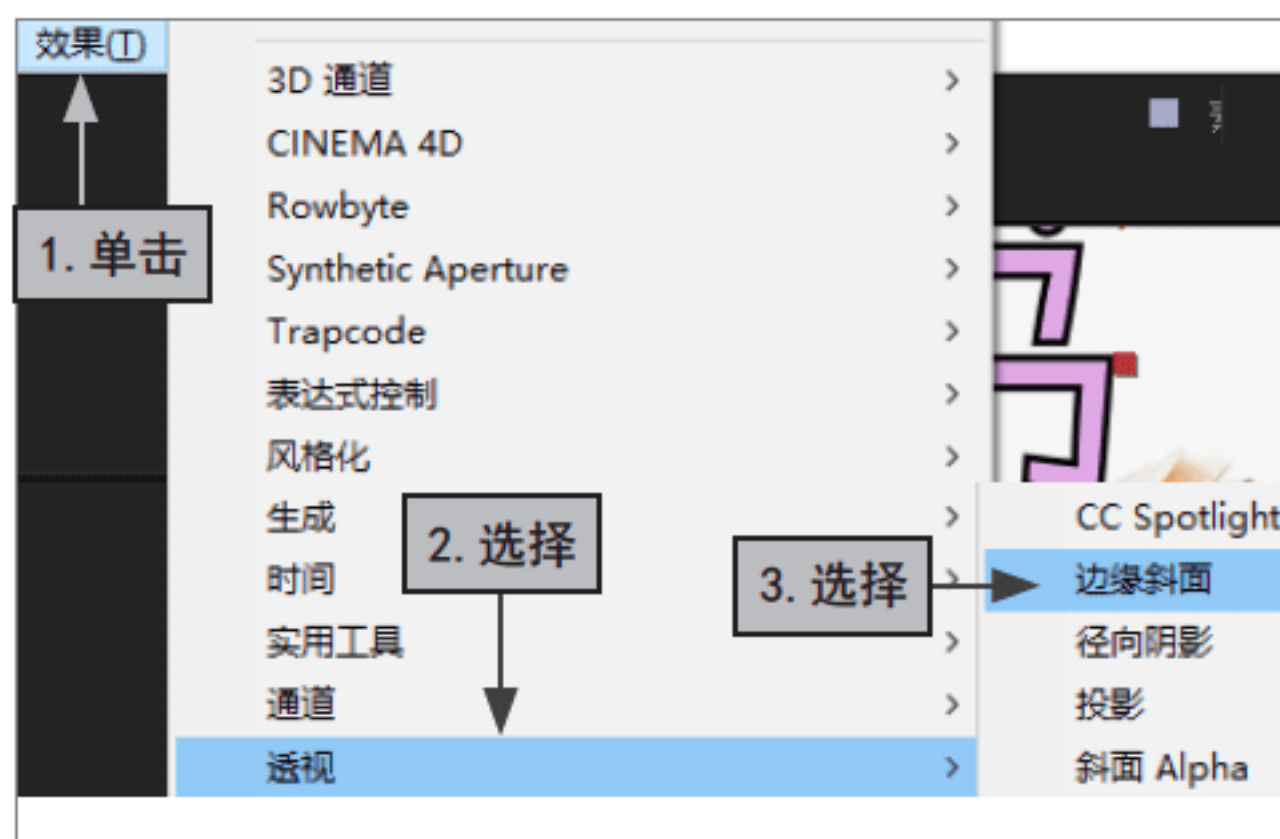 效果(T)
1. 单击
3D 通道
CINEMA 4D
Rowbyte
Synthetic Aperture
Trapcode
表达式控制
风格化
生成
时间
实用工具
通道
透视
2. 选择
3. 选择
CC Spotlight
边缘斜面
径向阴影
投影
斜面 Alpha